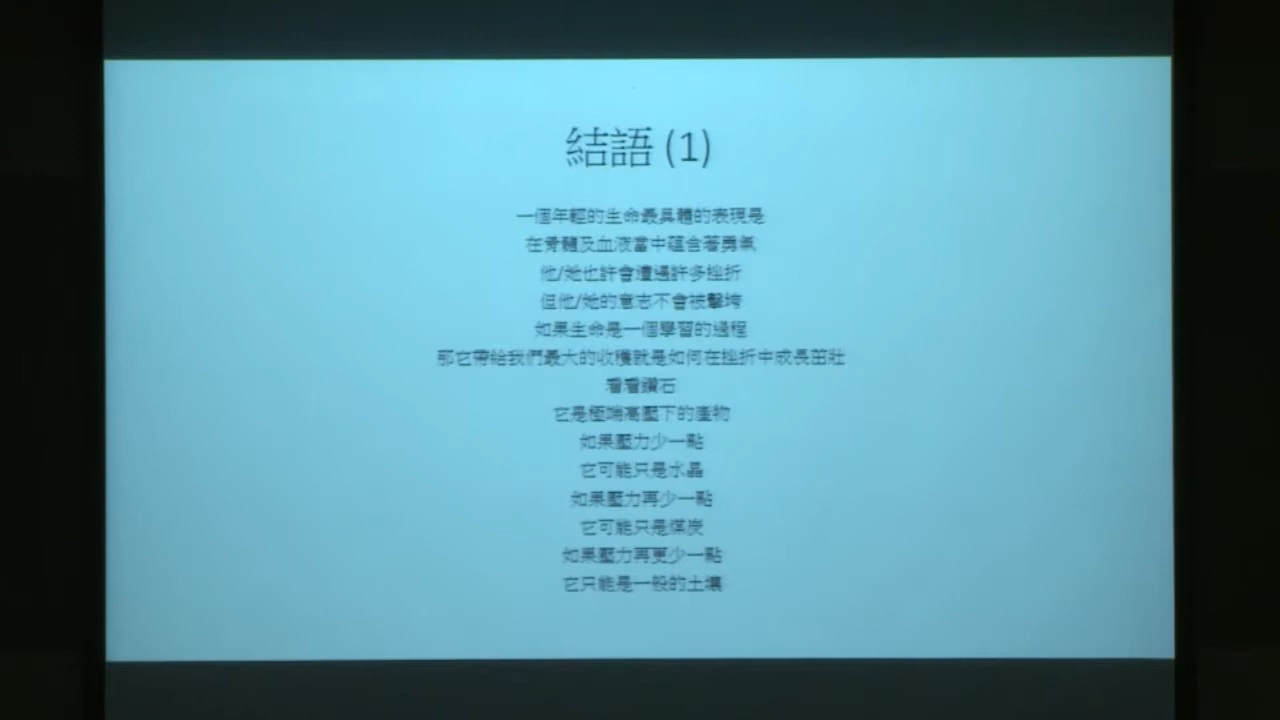 結語 (1)
一個年輕的生命最具體的表現是
在骨髓及血液當中蘊含著勇氣
他/她也許會遭遇許多挫折
但他/她的意志不會被擊垮
如果生命是一個學習的過程
那它帶給我們最大的收穫就是如何在挫折中成長茁壯
看看鑽石
它是極端高壓下的產物
如果壓力少一點
它可能只是水晶
如果壓力再少一點
它可能只是煤炭
如果壓力再更少一點
它只能是一般的土壤